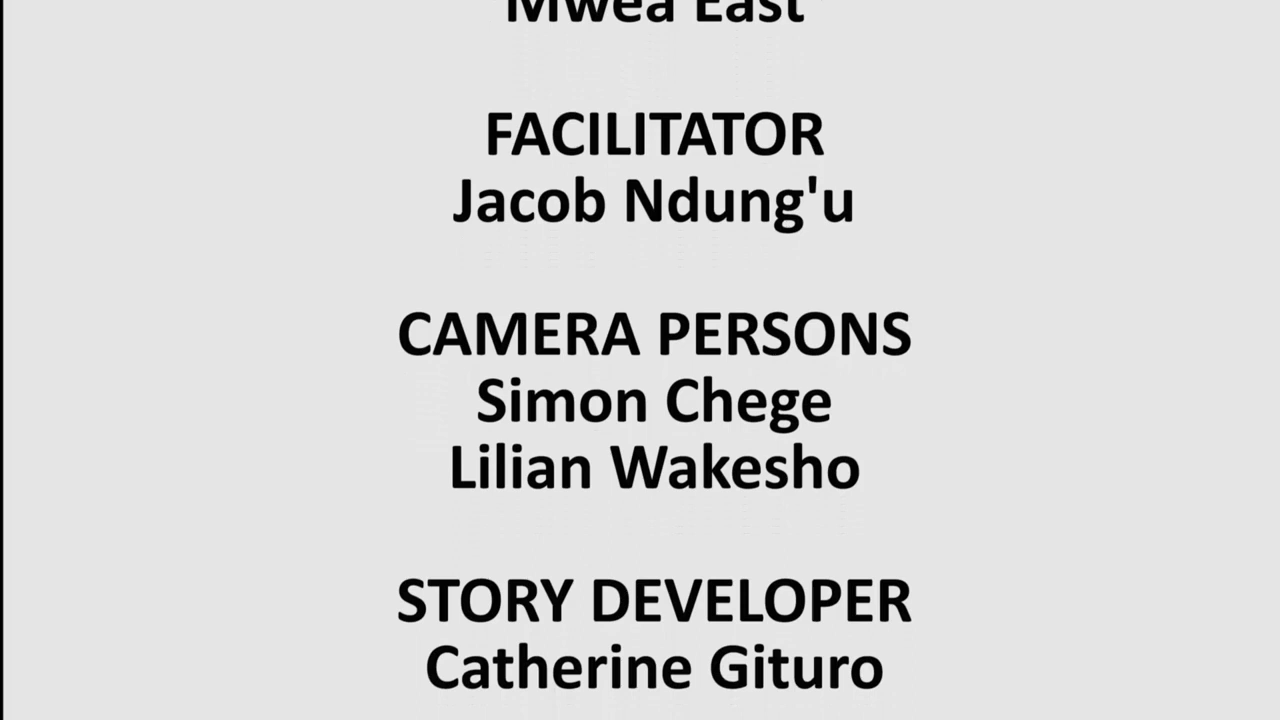 Mwea East
FACILITATOR
Jacob Ndung'u
CAMERA PERSONS
Simon Chege
Lilian Wakesho
STORY DEVELOPER
Catherine Gituro